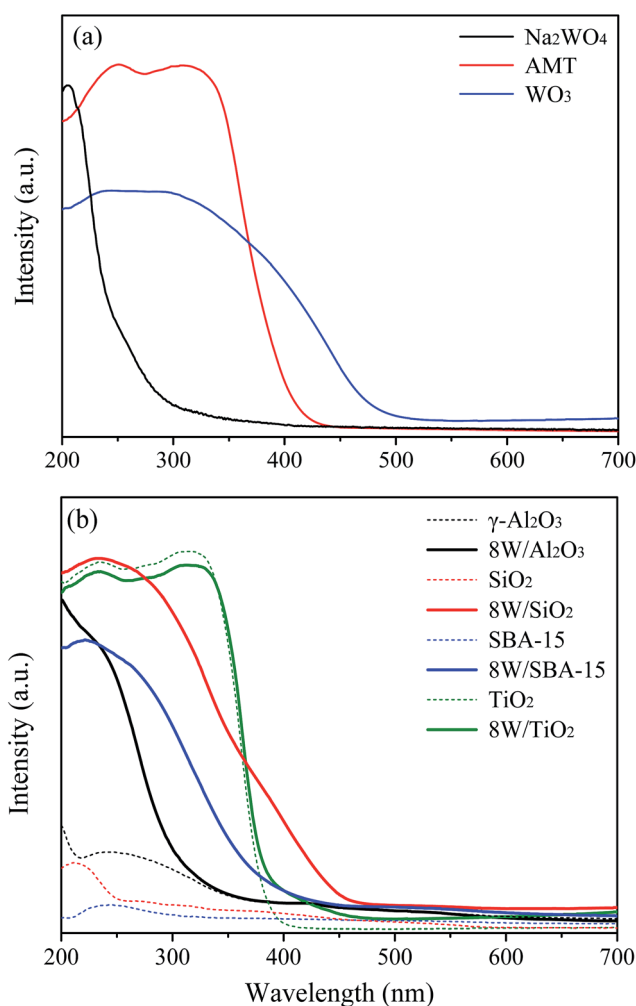 (a)
Na₂WO₄
AMT
WO₃
Intensity (a.u.)
200 300 400 500 600 700
(b)
γ-Al₂O₃
8W/Al₂O₃
SiO₂
8W/SiO₂
SBA-15
8W/SBA-15
TiO₂
8W/TiO₂
Intensity (a.u.)
200 300 400 500 600 700
Wavelength (nm)